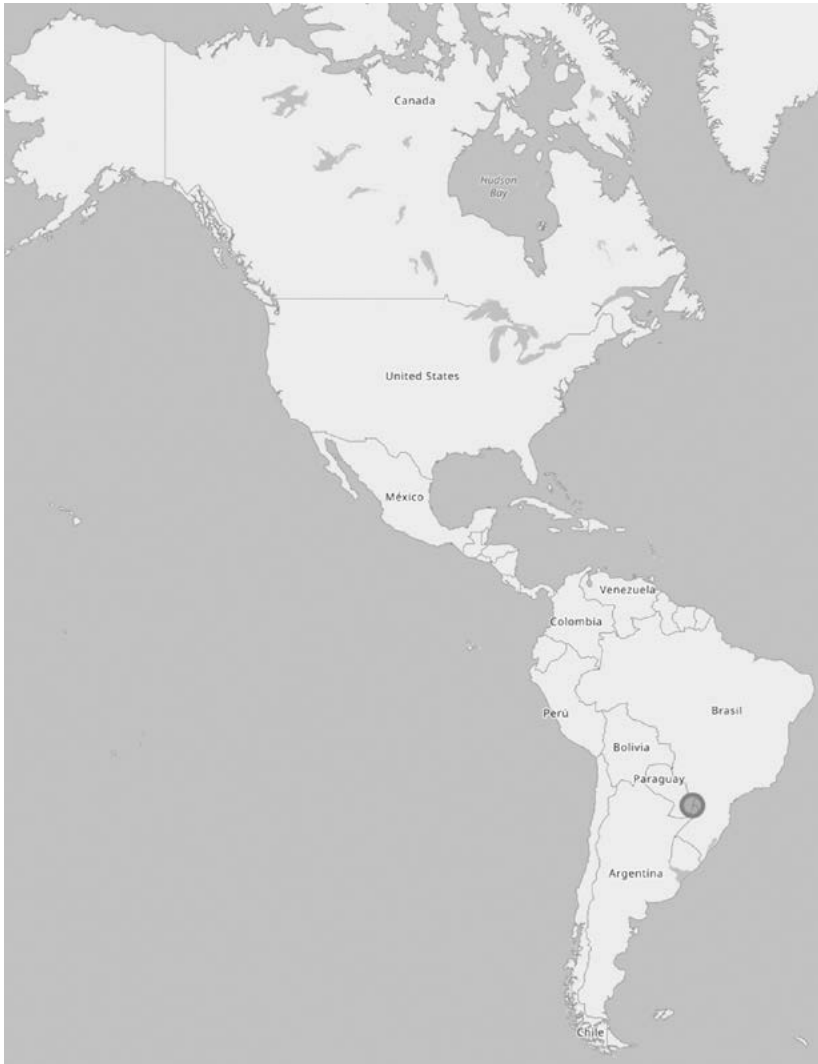 Canada
Hudson
Bay
United States
México
Venezuela
Colombia
Perú
Brasil
Bolivia
Paraguay
Argentina
Chile